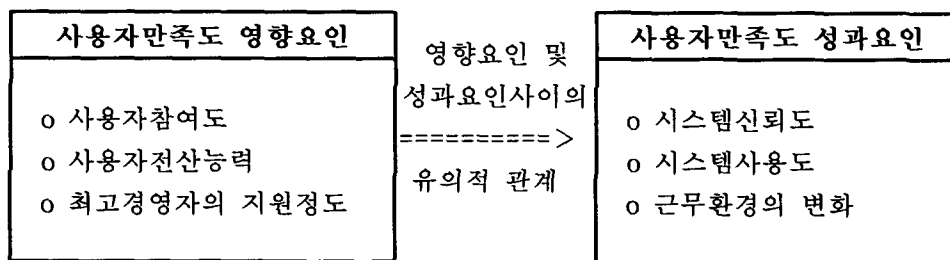 사용자만족도 영향요인
o 사용자참여도
o 사용자전산능력
o 최고경영자의 지원정도
영향요인 및
성과요인사이의
==========>
유의적 관계
사용자만족도 성과요인
o 시스템신뢰도
o 시스템사용도
o 근무환경의 변화